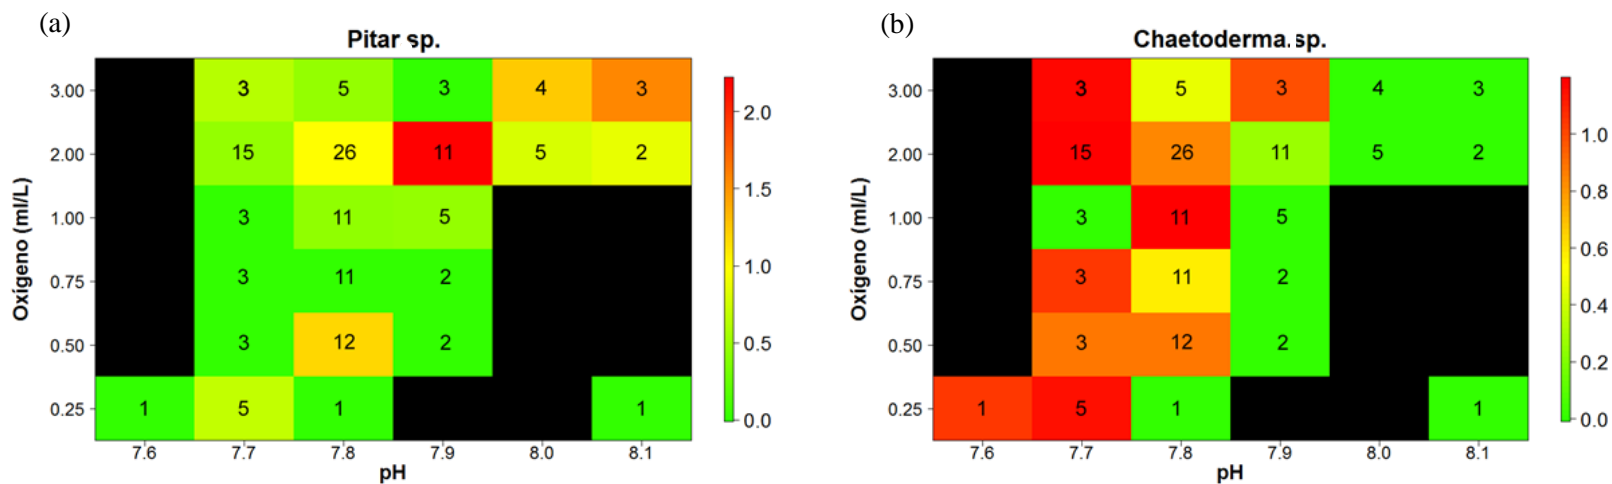 (a)
Pitar sp.
3.00 3 5 3 4 3
2.00 15 26 11 5 2
1.00 3 11 5
0.75 3 11 2
0.50 3 12 2
0.25 1 5 1 1
7.6 7.7 7.8 7.9 8.0 8.1
pH
Oxígeno (ml/L)
2.0
1.5
1.0
0.5
0.0
(b)
Chaetoderma. sp.
3.00 3 5 3 4 3
2.00 15 26 11 5 2
1.00 3 11 5
0.75 3 11 2
0.50 3 12 2
0.25 1 5 1 1
7.6 7.7 7.8 7.9 8.0 8.1
pH
Oxígeno (ml/L)
1.0
0.8
0.6
0.4
0.2
0.0